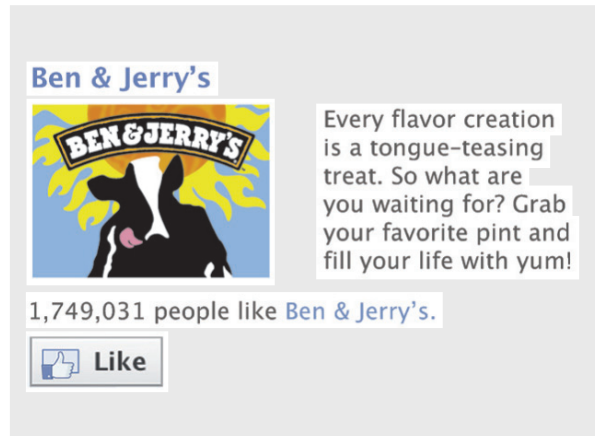 Ben & Jerry's
BEN & JERRY'S
Every flavor creation
is a tongue-teasing
treat. So what are
you waiting for? Grab
your favorite pint and
fill your life with yum!
1,749,031 people like Ben & Jerry's.
Like